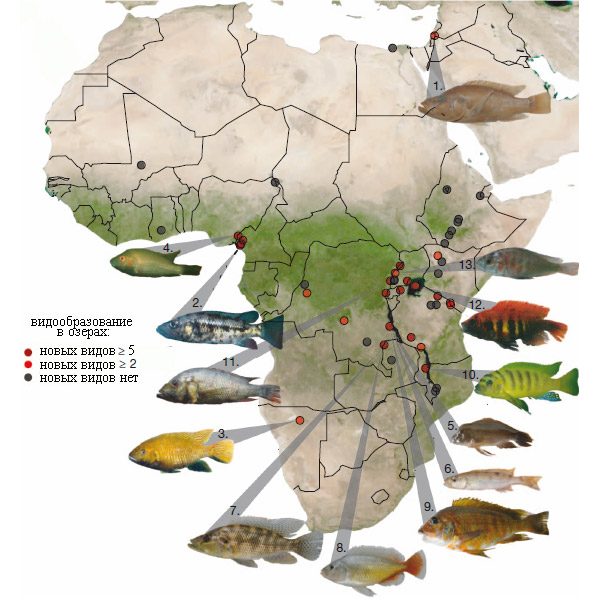 1.
13.
4.
12.
2.
видообразование
в озерах:
новых видов ≥ 5
новых видов ≥ 2
новых видов нет
11.
10.
3.
5.
6.
9.
7.
8.